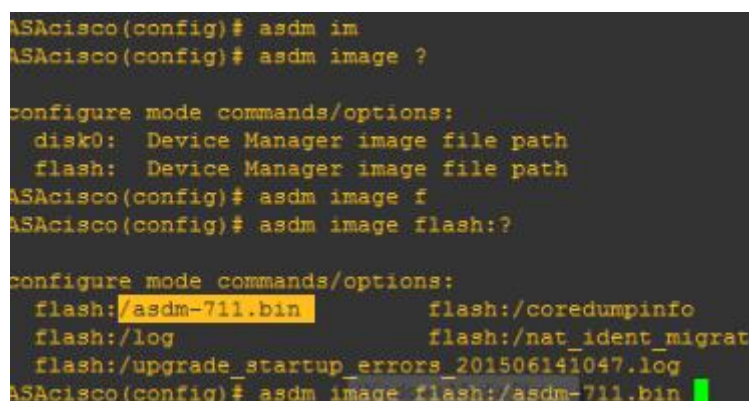 ASAcisco(config)# asdm im
ASAcisco(config)# asdm image ?
configure mode commands/options:
disk0: Device Manager image file path
flash: Device Manager image file path
ASAcisco(config)# asdm image f
ASAcisco(config)# asdm image flash:?
configure mode commands/options:
flash:/asdm-711.bin flash:/coredumpinfo
flash:/log flash:/nat_ident_migrat
flash:/upgrade_startup_errors_201506141047.log
ASAcisco(config)# asdm image flash:/asdm-711.bin